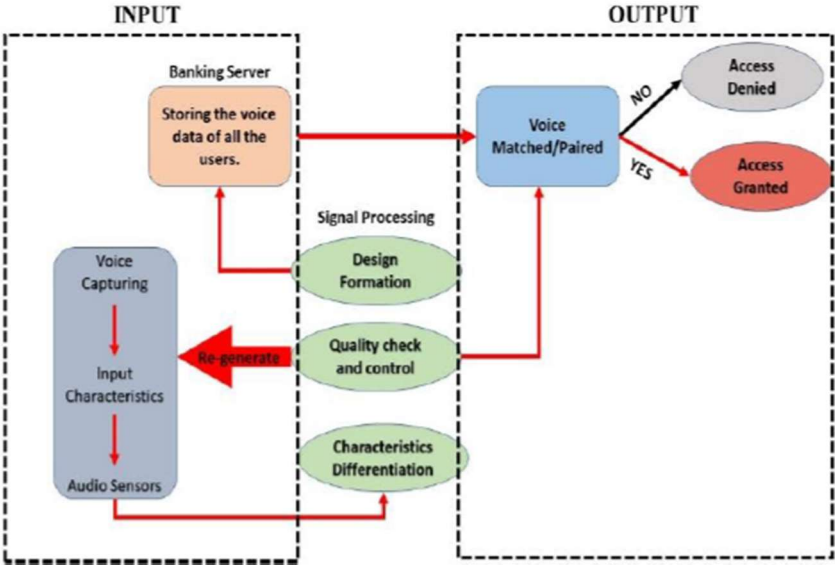 INPUT
OUTPUT
Banking Server
Storing the voice
data of all the
users.
Voice
Matched/Paired
NO
YES
Access
Denied
Access
Granted
Signal Processing
Design
Formation
Voice
Capturing
Re-generate
Quality check
and control
Input
Characteristics
Characteristics
Differentiation
Audio Sensors